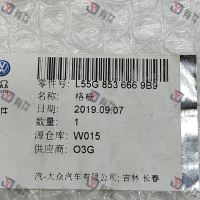 零件号: L55G 853 666 9B9
名称: 格栅
日期: 2019.09.07
数量: 1
源仓库: W015
供应商: O3G
汽-大众汽车有限公司; 吉林 长春
件